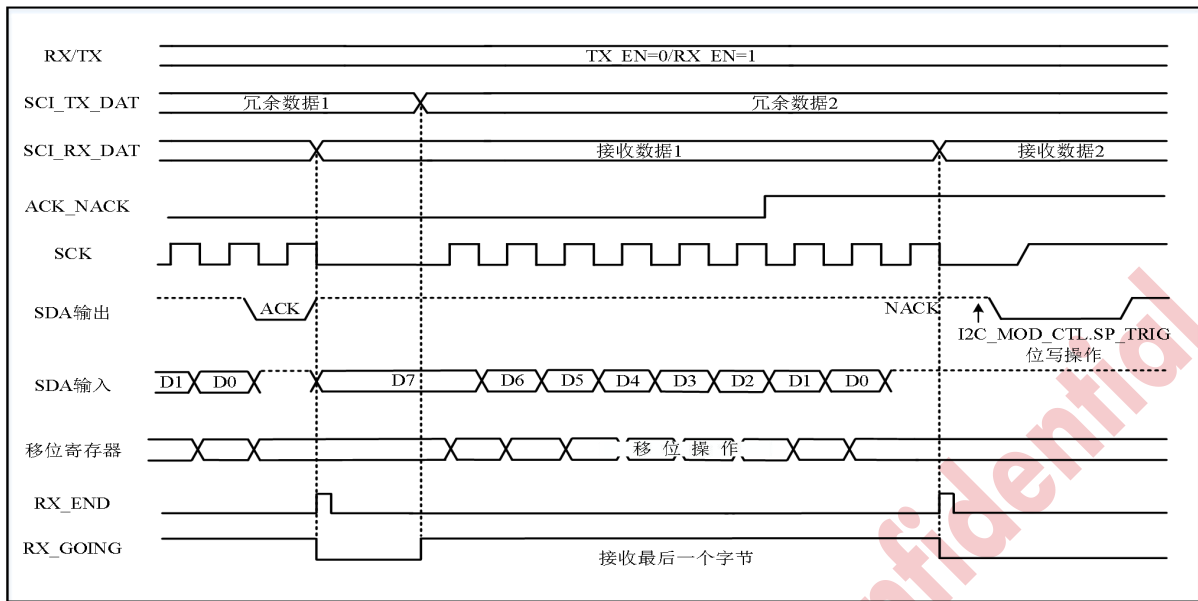 RX/TX
TX_EN=0/RX_EN=1
SCI_TX_DAT
冗余数据1
冗余数据2
SCI_RX_DAT
接收数据1
接收数据2
ACK_NACK
SCK
SDA输出
ACK
NACK
I2C_MOD_CTL.SP_TRIG
位写操作
SDA输入
D1
D0
D7
D6
D5
D4
D3
D2
D1
D0
移位寄存器
移位操作
RX_END
RX_GOING
接收最后一个字节
nfidential